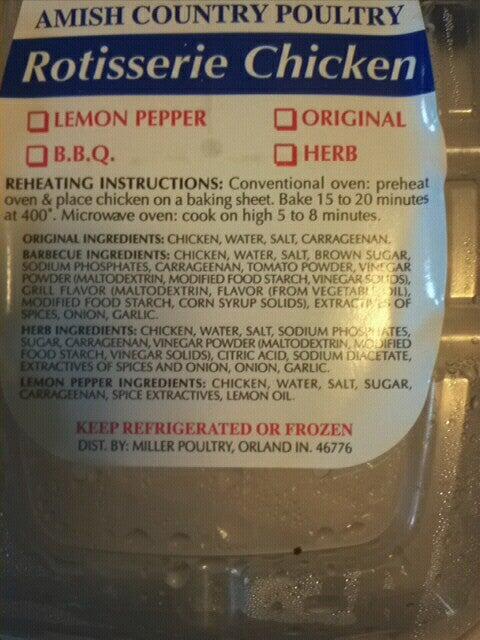 AMISH COUNTRY POULTRY
Rotisserie Chicken
LEMON PEPPER
ORIGINAL
B.B.Q.
HERB
REHEATING INSTRUCTIONS: Conventional oven: preheat
oven & place chicken on a baking sheet. Bake 15 to 20 minutes
at 400°. Microwave oven: cook on high 5 to 8 minutes.
ORIGINAL INGREDIENTS: CHICKEN, WATER, SALT, CARRAGEENAN.
BARBECUE INGREDIENTS: CHICKEN, WATER, SALT, BROWN SUGAR,
SODIUM PHOSPHATES, CARRAGEENAN, TOMATO POWDER, VINEGAR
POWDER (MALTODEXTRIN, MODIFIED FOOD STARCH, VINEGAR SOLIDS),
GRILL FLAVOR (MALTODEXTRIN, FLAVOR (FROM VEGETABLE OIL),
MODIFIED FOOD STARCH, CORN SYRUP SOLIDS), EXTRACTIVES OF
SPICES, ONION, GARLIC.
HERB INGREDIENTS: CHICKEN, WATER, SALT, SODIUM PHOSPHATES,
SUGAR, CARRAGEENAN, VINEGAR POWDER (MALTODEXTRIN, MODIFIED
FOOD STARCH, VINEGAR SOLIDS), CITRIC ACID, SODIUM DIACETATE,
EXTRACTIVES OF SPICES AND ONION, ONION, GARLIC.
LEMON PEPPER INGREDIENTS: CHICKEN, WATER, SALT, SUGAR,
CARRAGEENAN, SPICE EXTRACTIVES, LEMON OIL.
KEEP REFRIGERATED OR FROZEN
DIST. BY: MILLER POULTRY, ORLAND IN. 46776